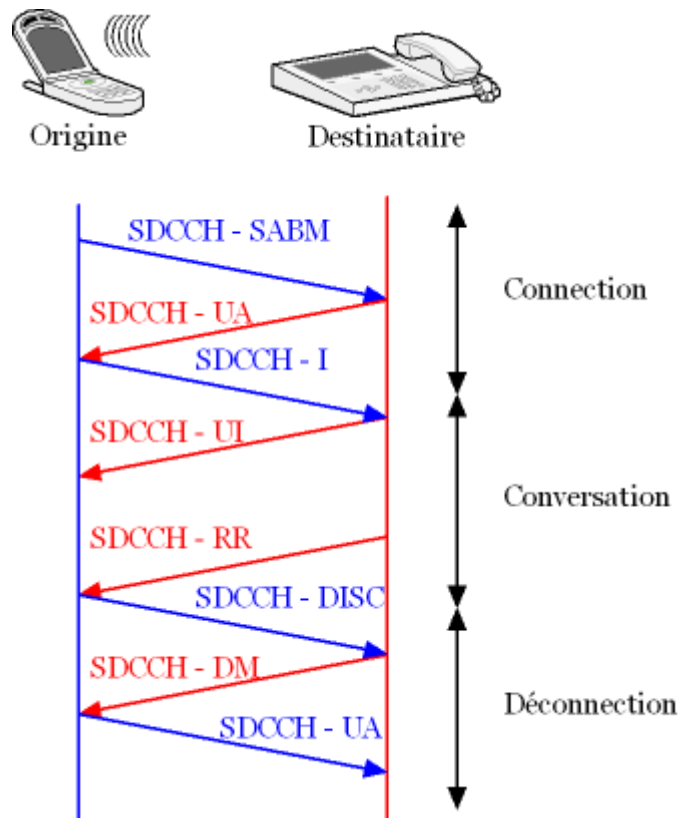 Origine
Destinataire
SDCCH - SABM
Connection
SDCCH - UA
SDCCH - I
SDCCH - UI
Conversation
SDCCH - RR
SDCCH - DISC
SDCCH - DM
Déconnection
SDCCH - UA